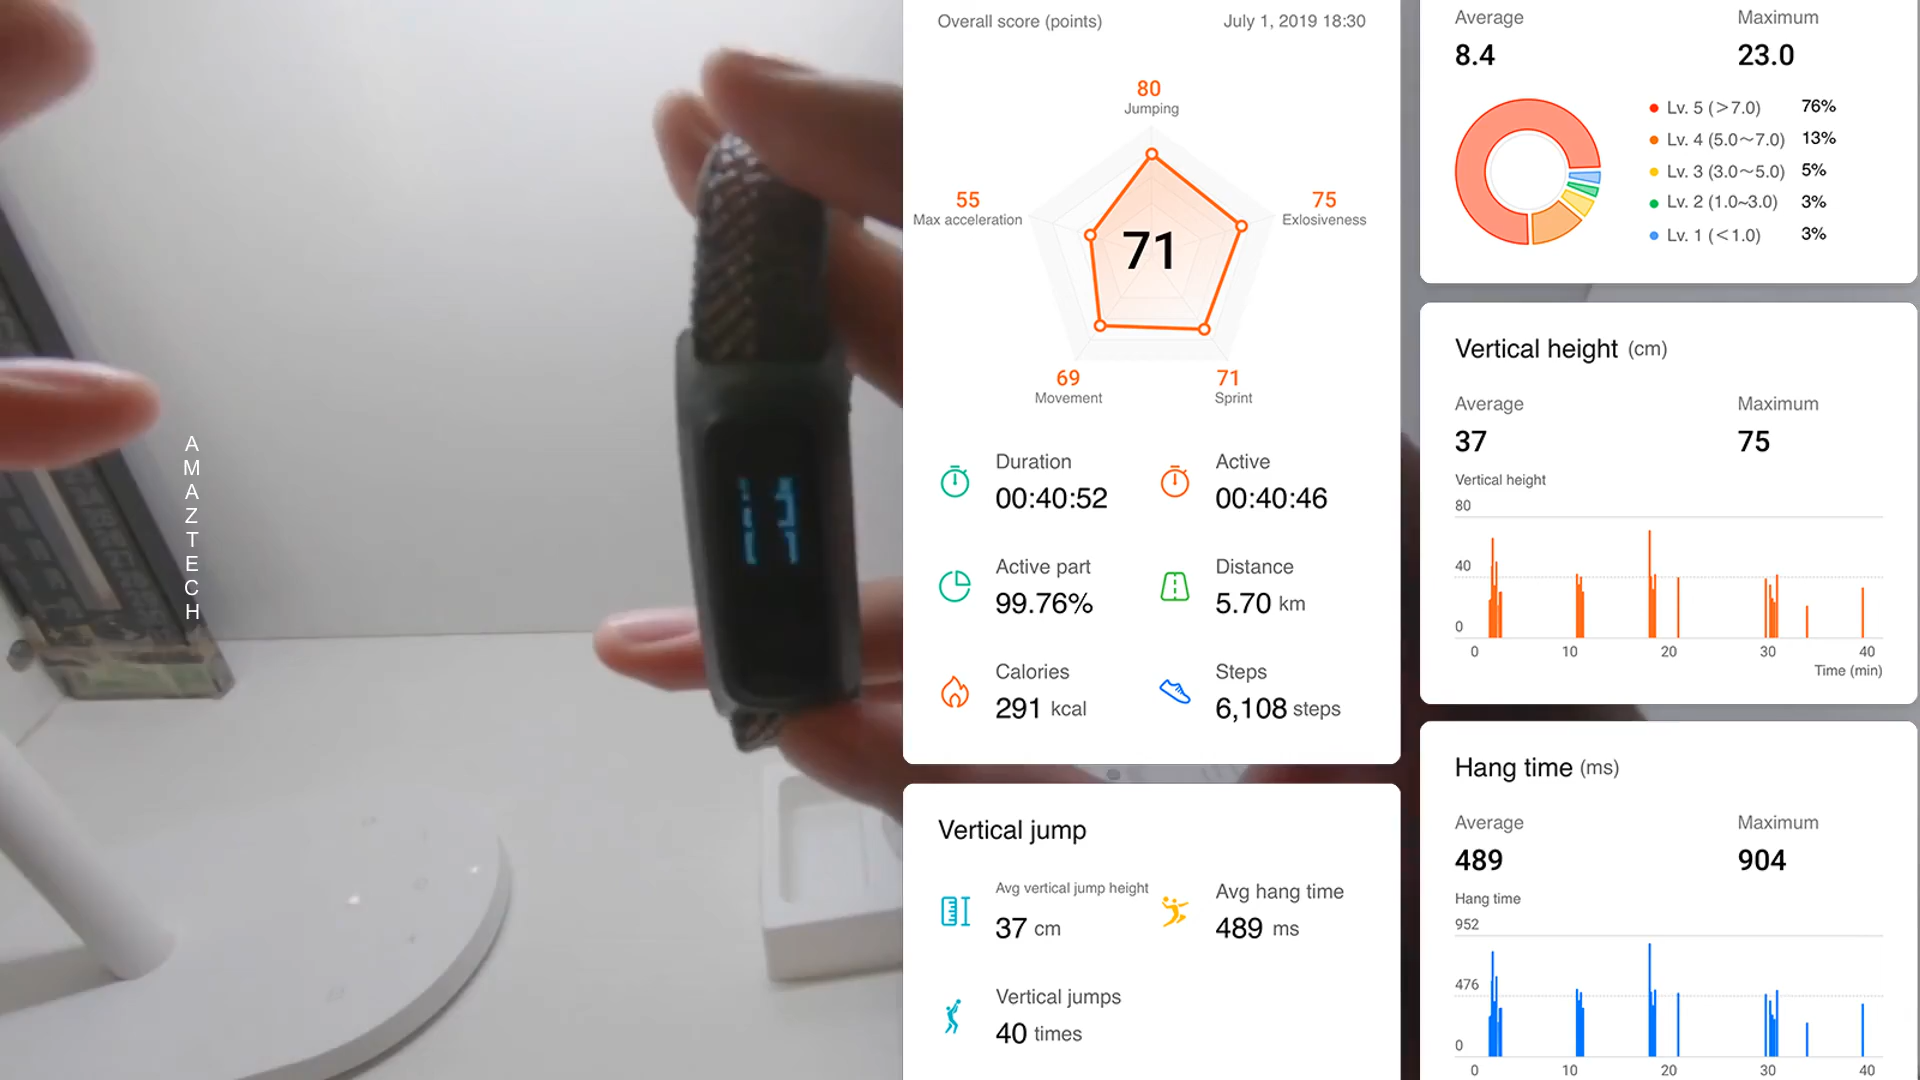 AMAZTECH
Overall score (points)
July 1, 2019 18:30
80
Jumping
55
Max acceleration
75
Exlosiveness
71
69
Movement
71
Sprint
Duration
00:40:52
Active
00:40:46
Active part
99.76%
Distance
5.70 km
Calories
291 kcal
Steps
6,108 steps
Vertical jump
Avg vertical jump height
37 cm
Avg hang time
489 ms
Vertical jumps
40 times
Average
8.4
Maximum
23.0
Lv. 5 (>7.0) 76%
Lv. 4 (5.0~7.0) 13%
Lv. 3 (3.0~5.0) 5%
Lv. 2 (1.0~3.0) 3%
Lv. 1 (<1.0) 3%
Vertical height (cm)
Average
37
Maximum
75
Vertical height
80
40
0
0 10 20 30 40
Time (min)
Hang time (ms)
Average
489
Maximum
904
Hang time
952
476
0
0 10 20 30 40